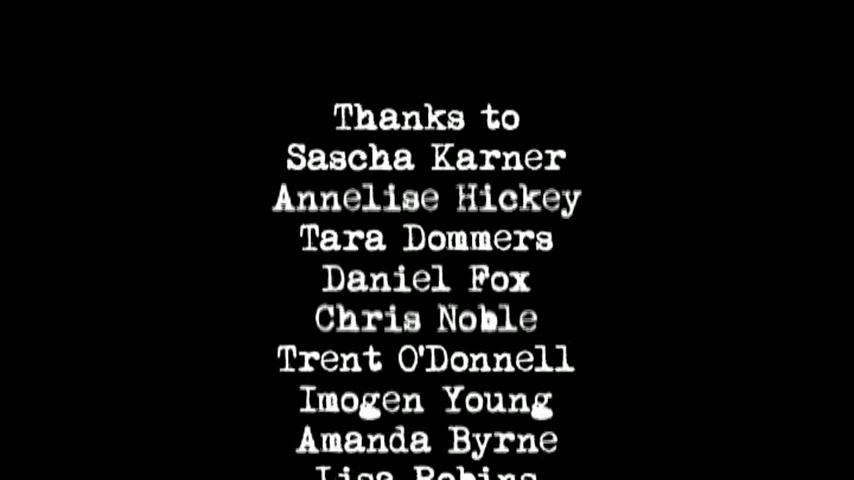 Thanks to
Sascha Karner
Annelise Hickey
Tara Dommers
Daniel Fox
Chris Noble
Trent O'Donnell
Imogen Young
Amanda Byrne
Lisa Robins